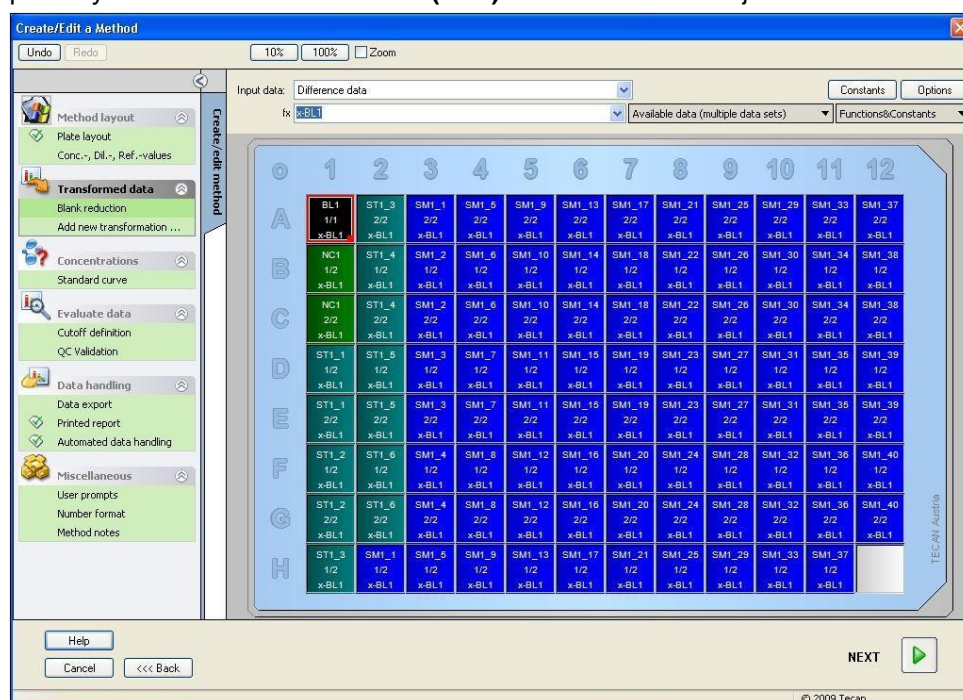 Create/Edit a Method
Undo Redo 10% 100% Zoom
Input data: Difference data Constants Options
fx x-BL1 Available data (multiple data sets) Functions&Constants
Create/edit method
Method layout
Plate layout
Conc.-, Dil.-, Ref.-values
Transformed data
Blank reduction
Add new transformation ...
Concentrations
Standard curve
Evaluate data
Cutoff definition
QC Validation
Data handling
Data export
Printed report
Automated data handling
Miscellaneous
User prompts
Number format
Method notes
1 2 3 4 5 6 7 8 9 10 11 12
A
BL1 ST1_3 SM1_1 SM1_5 SM1_9 SM1_13 SM1_17 SM1_21 SM1_25 SM1_29 SM1_33 SM1_37
1/1 2/2 2/2 2/2 2/2 2/2 2/2 2/2 2/2 2/2 2/2 2/2
x-BL1 x-BL1 x-BL1 x-BL1 x-BL1 x-BL1 x-BL1 x-BL1 x-BL1 x-BL1 x-BL1 x-BL1
B
NC1 ST1_4 SM1_2 SM1_6 SM1_10 SM1_14 SM1_18 SM1_22 SM1_26 SM1_30 SM1_34 SM1_38
1/2 1/2 1/2 1/2 1/2 1/2 1/2 1/2 1/2 1/2 1/2 1/2
x-BL1 x-BL1 x-BL1 x-BL1 x-BL1 x-BL1 x-BL1 x-BL1 x-BL1 x-BL1 x-BL1 x-BL1
C
NC1 ST1_4 SM1_2 SM1_6 SM1_10 SM1_14 SM1_18 SM1_22 SM1_26 SM1_30 SM1_34 SM1_38
2/2 2/2 2/2 2/2 2/2 2/2 2/2 2/2 2/2 2/2 2/2 2/2
x-BL1 x-BL1 x-BL1 x-BL1 x-BL1 x-BL1 x-BL1 x-BL1 x-BL1 x-BL1 x-BL1 x-BL1
D
ST1_1 ST1_5 SM1_3 SM1_7 SM1_11 SM1_15 SM1_19 SM1_23 SM1_27 SM1_31 SM1_35 SM1_39
1/2 1/2 1/2 1/2 1/2 1/2 1/2 1/2 1/2 1/2 1/2 1/2
x-BL1 x-BL1 x-BL1 x-BL1 x-BL1 x-BL1 x-BL1 x-BL1 x-BL1 x-BL1 x-BL1 x-BL1
E
ST1_1 ST1_5 SM1_3 SM1_7 SM1_11 SM1_15 SM1_19 SM1_23 SM1_27 SM1_31 SM1_35 SM1_39
2/2 2/2 2/2 2/2 2/2 2/2 2/2 2/2 2/2 2/2 2/2 2/2
x-BL1 x-BL1 x-BL1 x-BL1 x-BL1 x-BL1 x-BL1 x-BL1 x-BL1 x-BL1 x-BL1 x-BL1
F
ST1_2 ST1_6 SM1_4 SM1_8 SM1_12 SM1_16 SM1_20 SM1_24 SM1_28 SM1_32 SM1_36 SM1_40
1/2 1/2 1/2 1/2 1/2 1/2 1/2 1/2 1/2 1/2 1/2 1/2
x-BL1 x-BL1 x-BL1 x-BL1 x-BL1 x-BL1 x-BL1 x-BL1 x-BL1 x-BL1 x-BL1 x-BL1
G
ST1_2 ST1_6 SM1_4 SM1_8 SM1_12 SM1_16 SM1_20 SM1_24 SM1_28 SM1_32 SM1_36 SM1_40
2/2 2/2 2/2 2/2 2/2 2/2 2/2 2/2 2/2 2/2 2/2 2/2
x-BL1 x-BL1 x-BL1 x-BL1 x-BL1 x-BL1 x-BL1 x-BL1 x-BL1 x-BL1 x-BL1 x-BL1
H
ST1_3 SM1_1 SM1_5 SM1_9 SM1_13 SM1_17 SM1_21 SM1_25 SM1_29 SM1_33 SM1_37
1/2 1/2 1/2 1/2 1/2 1/2 1/2 1/2 1/2 1/2 1/2
x-BL1 x-BL1 x-BL1 x-BL1 x-BL1 x-BL1 x-BL1 x-BL1 x-BL1 x-BL1 x-BL1
TECAN Austria
Help
Cancel <<< Back
NEXT
© 2009 Tecan